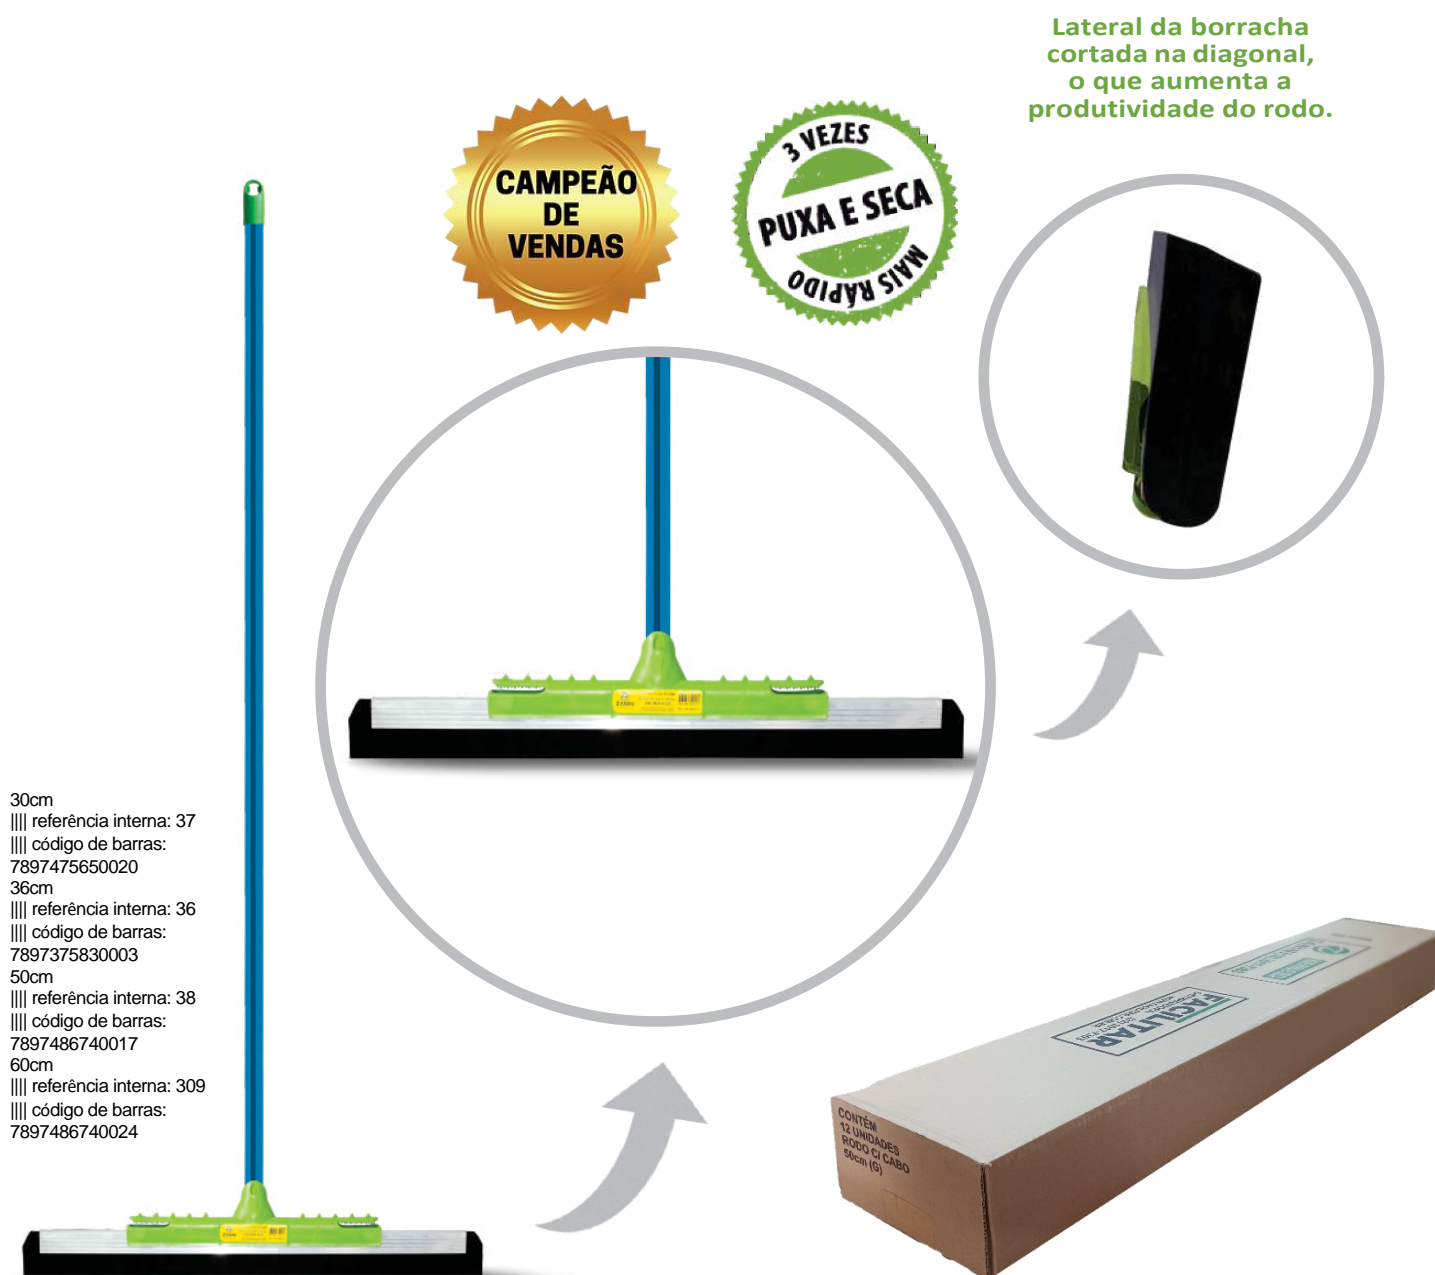 Lateral da borracha
cortada na diagonal,
o que aumenta a
produtividade do rodo.
CAMPEÃO
DE
VENDAS
3 VEZES
PUXA E SECA
MAIS RÁPIDO
30cm
|||| referência interna: 37
|||| código de barras:
7897475650020
36cm
|||| referência interna: 36
|||| código de barras:
7897375830003
50cm
|||| referência interna: 38
|||| código de barras:
7897486740017
60cm
|||| referência interna: 309
|||| código de barras:
7897486740024
FACILITAR
CONTÉM
12 UNIDADES
RODO C/ CABO
50cm (G)